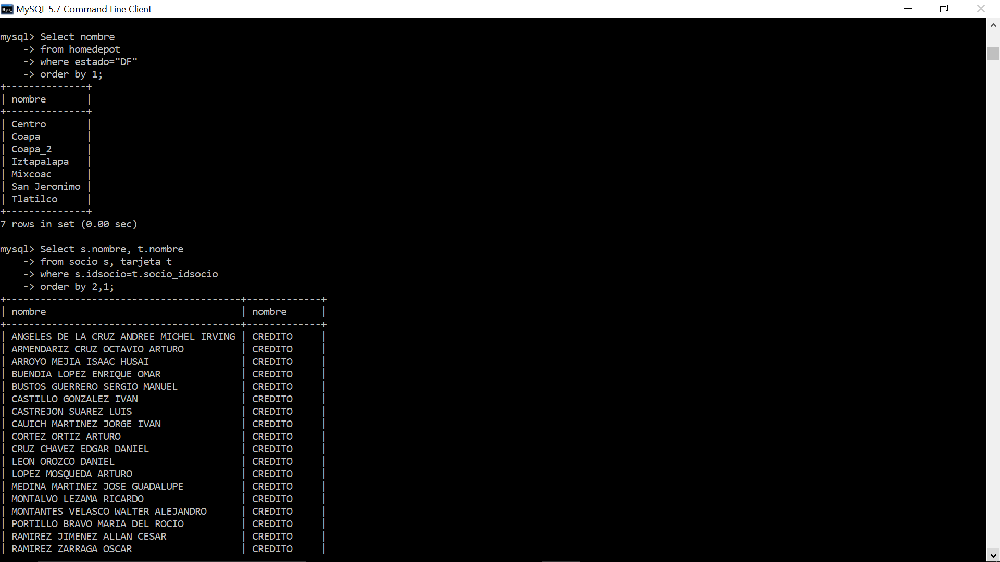 MySQL 5.7 Command Line Client
mysql> Select nombre
    -> from homedepot
    -> where estado="DF"
    -> order by 1;
+--------------+
| nombre       |
+--------------+
| Centro       |
| Coapa        |
| Coapa_2      |
| Iztapalapa   |
| Mixcoac      |
| San Jeronimo |
| Tlatilco     |
+--------------+
7 rows in set (0.00 sec)
mysql> Select s.nombre, t.nombre
    -> from socio s, tarjeta t
    -> where s.idsocio=t.socio_idsocio
    -> order by 2,1;
+-----------------------------------------+-------------+
| nombre                                  | nombre      |
+-----------------------------------------+-------------+
| ANGELES DE LA CRUZ ANDREE MICHEL IRVING | CREDITO     |
| ARMENDARIZ CRUZ OCTAVIO ARTURO          | CREDITO     |
| ARROYO MEJIA ISAAC HUSAI                | CREDITO     |
| BUENDIA LOPEZ ENRIQUE OMAR              | CREDITO     |
| BUSTOS GUERRERO SERGIO MANUEL           | CREDITO     |
| CASTILLO GONZALEZ IVAN                  | CREDITO     |
| CASTREJON SUAREZ LUIS                   | CREDITO     |
| CAUICH MARTINEZ JORGE IVAN              | CREDITO     |
| CORTEZ ORTIZ ARTURO                     | CREDITO     |
| CRUZ CHAVEZ EDGAR DANIEL                | CREDITO     |
| LEON OROZCO DANIEL                      | CREDITO     |
| LOPEZ MOSQUEDA ARTURO                   | CREDITO     |
| MEDINA MARTINEZ JOSE GUADALUPE          | CREDITO     |
| MONTALVO LEZAMA RICARDO                 | CREDITO     |
| MONTANTES VELASCO WALTER ALEJANDRO      | CREDITO     |
| PORTILLO BRAVO MARIA DEL ROCIO          | CREDITO     |
| RAMIREZ JIMENEZ ALLAN CESAR             | CREDITO     |
| RAMIREZ ZARRAGA OSCAR                   | CREDITO     |